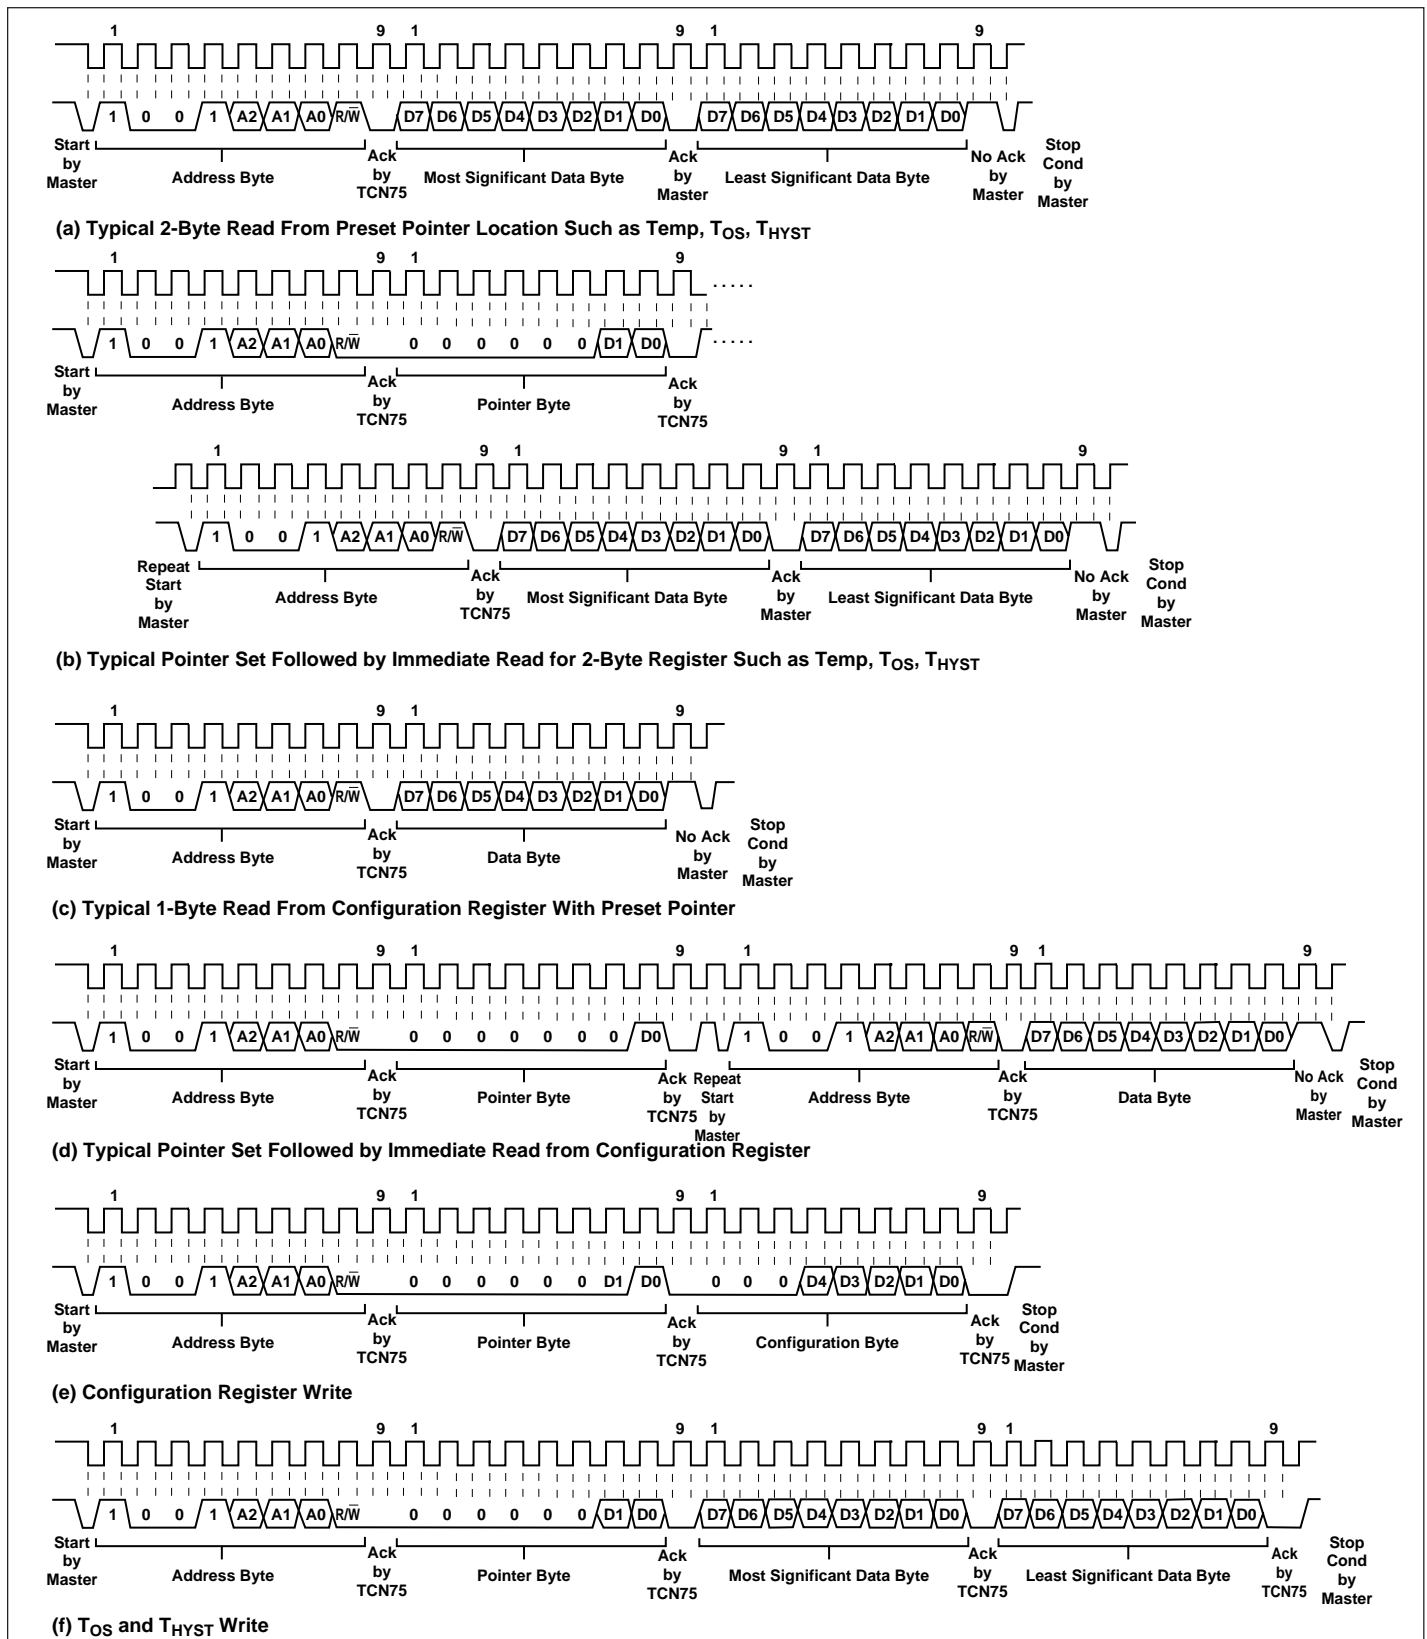 1 9 1 9 1 9
1 0 0 1 A2 A1 A0 R/W̅ D7 D6 D5 D4 D3 D2 D1 D0 D7 D6 D5 D4 D3 D2 D1 D0
Start by Master
Address Byte
Ack by TCN75
Most Significant Data Byte
Ack by Master
Least Significant Data Byte
No Ack by Master
Stop Cond by Master
(a) Typical 2-Byte Read From Preset Pointer Location Such as Temp, TOS, THYST
1 9 1 9
1 0 0 1 A2 A1 A0 R/W̅ 0 0 0 0 0 0 D1 D0
Start by Master
Address Byte
Ack by TCN75
Pointer Byte
Ack by TCN75
1 9 1 9 1 9
1 0 0 1 A2 A1 A0 R/W̅ D7 D6 D5 D4 D3 D2 D1 D0 D7 D6 D5 D4 D3 D2 D1 D0
Repeat Start by Master
Address Byte
Ack by TCN75
Most Significant Data Byte
Ack by Master
Least Significant Data Byte
No Ack by Master
Stop Cond by Master
(b) Typical Pointer Set Followed by Immediate Read for 2-Byte Register Such as Temp, TOS, THYST
1 9 1 9
1 0 0 1 A2 A1 A0 R/W̅ D7 D6 D5 D4 D3 D2 D1 D0
Start by Master
Address Byte
Ack by TCN75
Data Byte
No Ack by Master
Stop Cond by Master
(c) Typical 1-Byte Read From Configuration Register With Preset Pointer
1 9 1 9 1 9 1 9
1 0 0 1 A2 A1 A0 R/W̅ 0 0 0 0 0 0 0 D0 1 0 0 1 A2 A1 A0 R/W̅ D7 D6 D5 D4 D3 D2 D1 D0
Start by Master
Address Byte
Ack by TCN75
Pointer Byte
Ack by TCN75
Repeat Start by Master
Address Byte
Ack by TCN75
Data Byte
No Ack by Master
Stop Cond by Master
(d) Typical Pointer Set Followed by Immediate Read from Configuration Register
1 9 1 9 1 9
1 0 0 1 A2 A1 A0 R/W̅ 0 0 0 0 0 0 D1 D0 0 0 0 D4 D3 D2 D1 D0
Start by Master
Address Byte
Ack by TCN75
Pointer Byte
Ack by TCN75
Configuration Byte
Ack by TCN75
Stop Cond by Master
(e) Configuration Register Write
1 9 1 9 1 9 1 9
1 0 0 1 A2 A1 A0 R/W̅ 0 0 0 0 0 0 D1 D0 D7 D6 D5 D4 D3 D2 D1 D0 D7 D6 D5 D4 D3 D2 D1 D0
Start by Master
Address Byte
Ack by TCN75
Pointer Byte
Ack by TCN75
Most Significant Data Byte
Ack by TCN75
Least Significant Data Byte
Ack by TCN75
Stop Cond by Master
(f) TOS and THYST Write